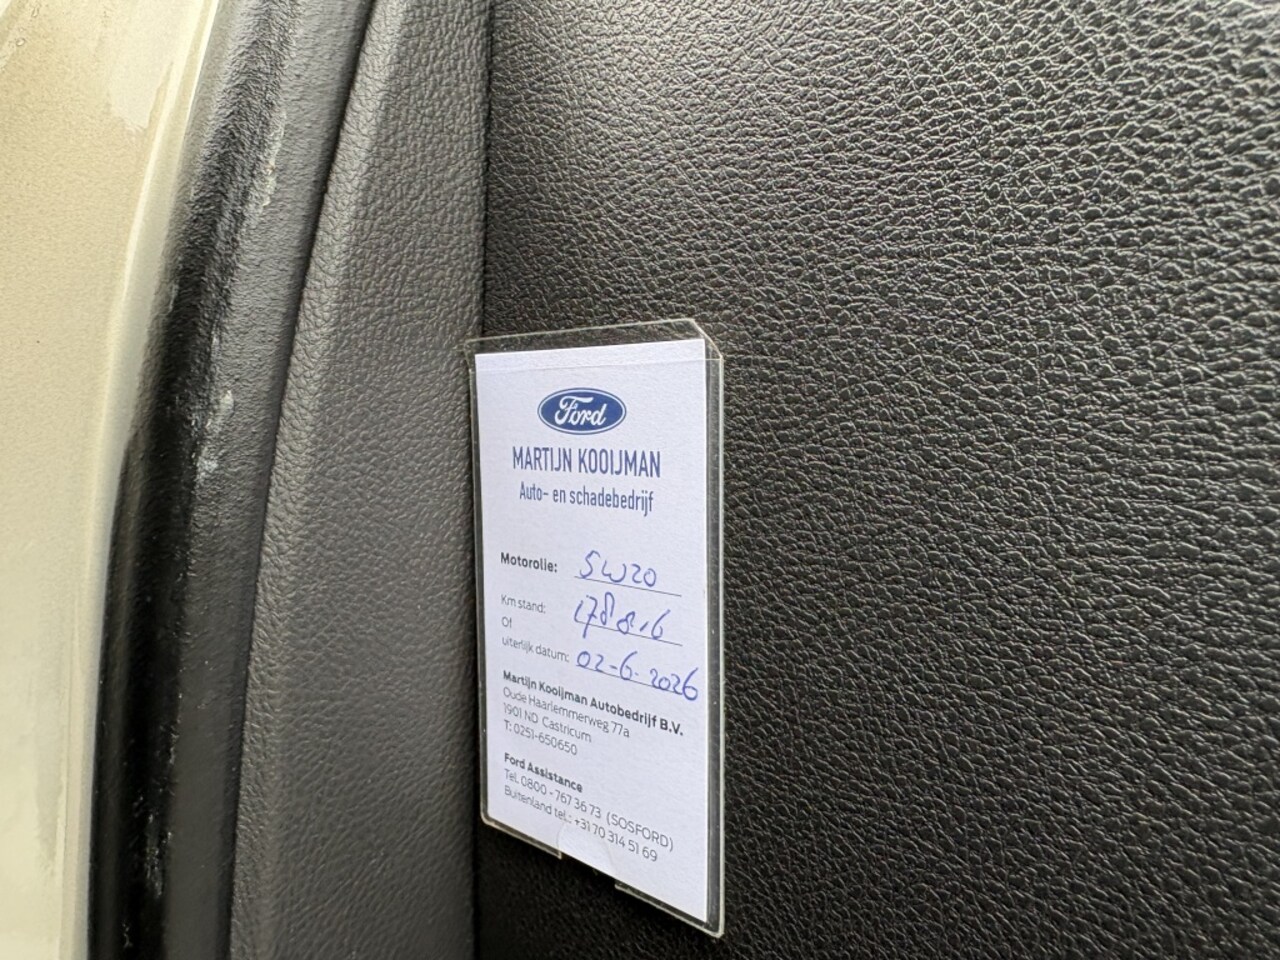 Ford
MARTIJN KOOIJMAN
Auto- en schadebedrijf
Motorolie: 5W20
Km stand: 178816
Of
uiterlijk datum: 02-6-2026
Martijn Kooijman Autobedrijf B.V.
Oude Haarlemmerweg 77a
1901 ND Castricum
T: 0251-650650
Ford Assistance
Tel. 0800 - 767 36 73 (SOSFORD)
Buitenland tel.: +31 70 314 51 69